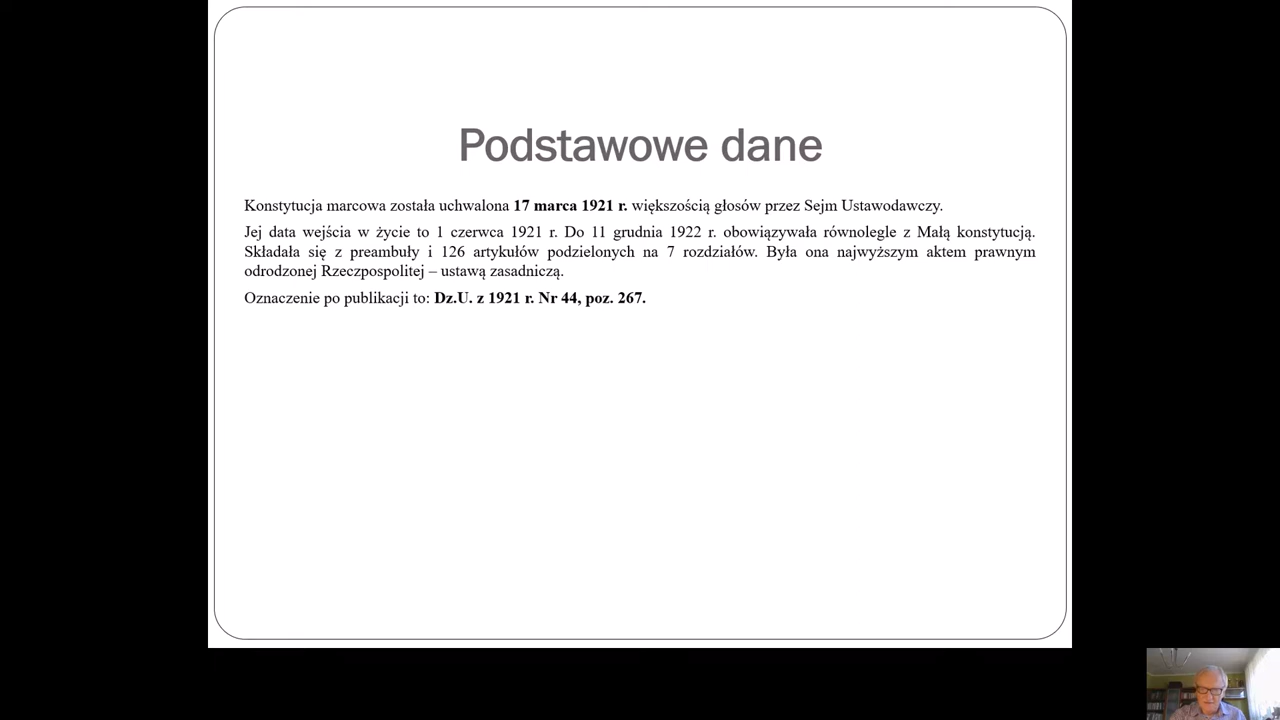 Podstawowe dane
Konstytucja marcowa została uchwalona 17 marca 1921 r. większością głosów przez Sejm Ustawodawczy.
Jej data wejścia w życie to 1 czerwca 1921 r. Do 11 grudnia 1922 r. obowiązywała równolegle z Małą konstytucją.
Składała się z preambuły i 126 artykułów podzielonych na 7 rozdziałów. Była ona najwyższym aktem prawnym
odrodzonej Rzeczpospolitej – ustawą zasadniczą.
Oznaczenie po publikacji to: Dz.U. z 1921 r. Nr 44, poz. 267.